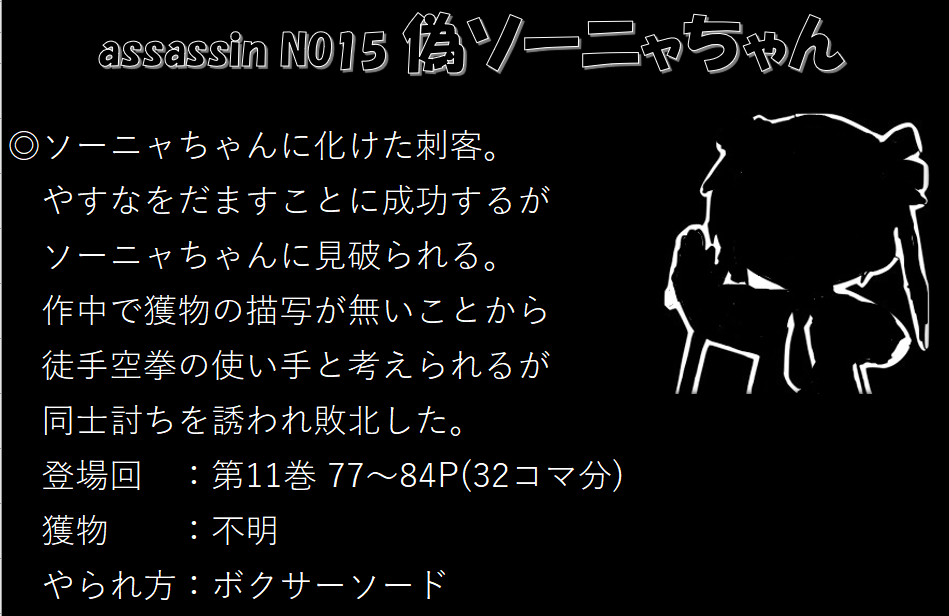 assassin NO15 偽ソーニャちゃん
◎ソーニャちゃんに化けた刺客。
やすなをだますことに成功するが
ソーニャちゃんに見破られる。
作中で獲物の描写が無いことから
徒手空拳の使い手と考えられるが
同士討ちを誘われ敗北した。
登場回　：第11巻 77～84P(32コマ分)
獲物　　：不明
やられ方：ボクサーソード